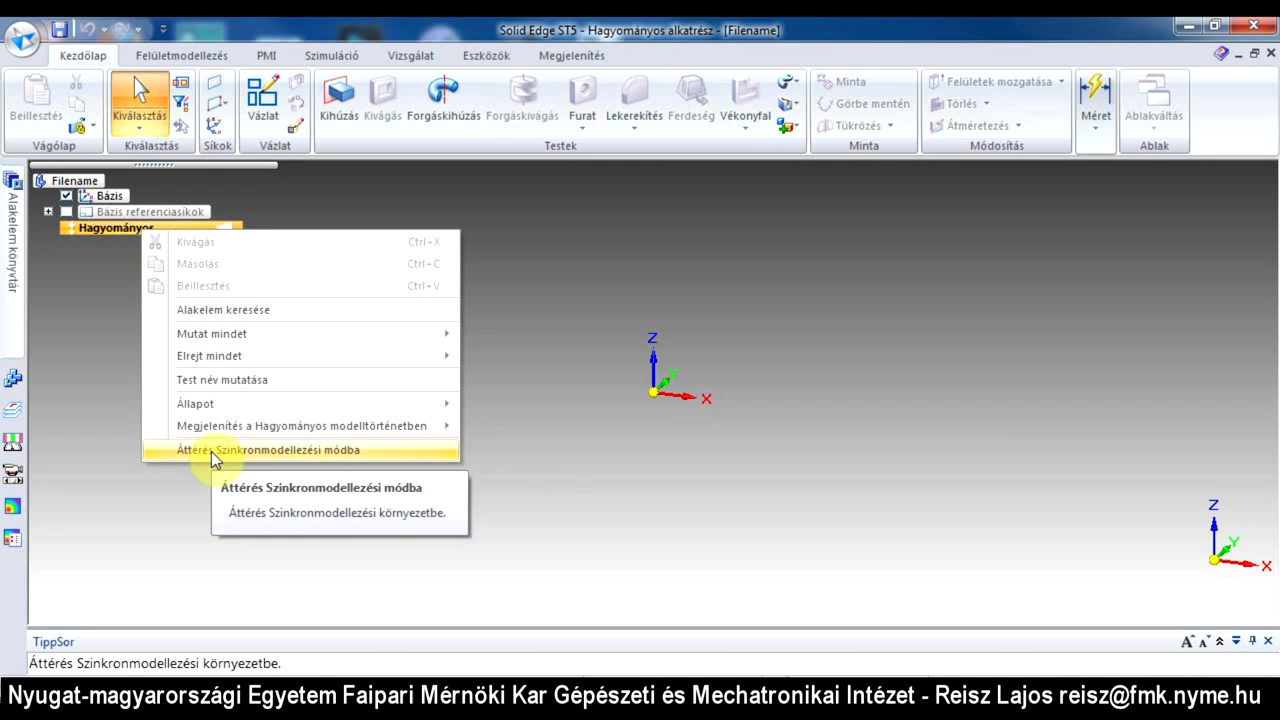 Solid Edge ST5 - Hagyományos alkatrész - [Filename]
Kezdőlap
Felületmodellezés
PMI
Szimuláció
Vizsgálat
Eszközök
Megjelenítés
Beillesztés
Kiválasztás
Vázlat
Kihúzás
Kivágás
Forgáskihúzás
Forgáskivágás
Furat
Lekerekítés
Ferdeség
Vékonyfal
Minta
Görbe mentén
Tükrözés
Felületek mozgatása
Törlés
Átméretezés
Méret
Ablakváltás
Vágólap
Kiválasztás
Síkok
Vázlat
Testek
Minta
Módosítás
Ablak
Alakelem könyvtár
Filename
Bázis
Bázis referenciasíkok
Hagyományos
Kivágás Ctrl+X
Másolás Ctrl+C
Beillesztés Ctrl+V
Alakelem keresése
Mutat mindet
Elrejt mindet
Test név mutatása
Állapot
Megjelenítés a Hagyományos modelltörténetben
Áttérés Szinkronmodellezési módba
Áttérés Szinkronmodellezési módba
Áttérés Szinkronmodellezési környezetbe.
Z
Y
X
Z
Y
X
TippSor
Áttérés Szinkronmodellezési környezetbe.
Nyugat-magyarországi Egyetem Faipari Mérnöki Kar Gépészeti és Mechatronikai Intézet - Reisz Lajos reisz@fmk.nyme.hu